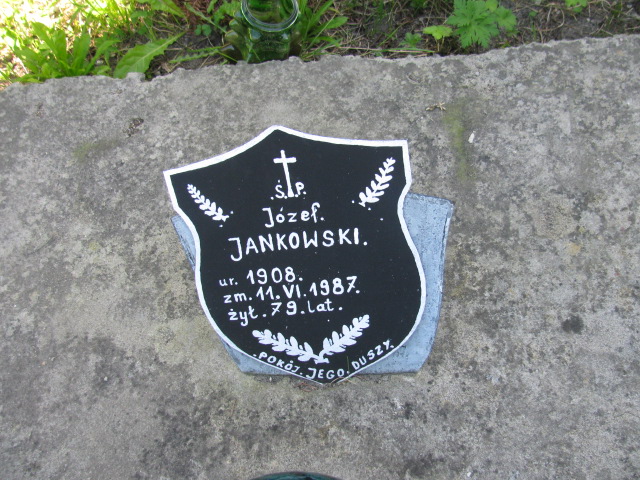 Ś.P.
Józef.
JANKOWSKI.
ur. 1908.
zm. 11.VI.1987.
żył. 79. lat.
.POKÓJ. JEGO. DUSZY.